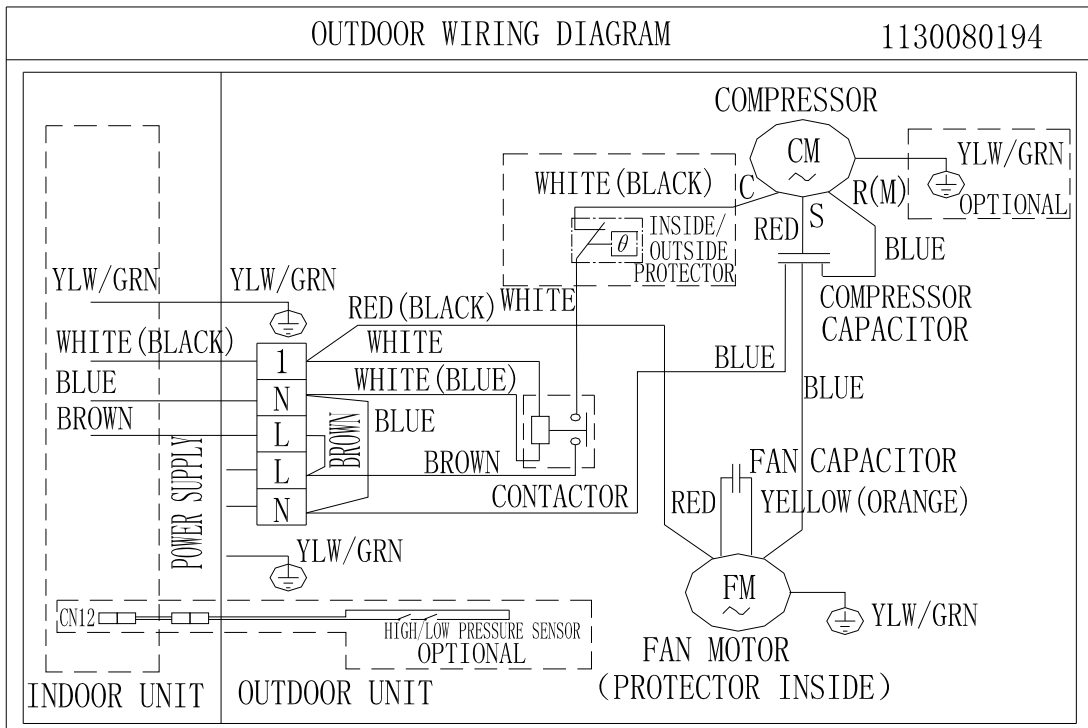 OUTDOOR WIRING DIAGRAM 1130080194
COMPRESSOR
CM
YLW/GRN
OPTIONAL
WHITE(BLACK) C
S
R(M)
RED
BLUE
INSIDE/
OUTSIDE
PROTECTOR
θ
COMPRESSOR
CAPACITOR
YLW/GRN
YLW/GRN
RED(BLACK)
WHITE
WHITE(BLACK)
1
WHITE
BLUE
BLUE
N
WHITE(BLUE)
BLUE
BLUE
BROWN
L
BROWN
L
BROWN
N
CONTACTOR
POWER SUPPLY
FAN CAPACITOR
RED
YELLOW(ORANGE)
YLW/GRN
FM
YLW/GRN
FAN MOTOR
(PROTECTOR INSIDE)
CN12
HIGH/LOW PRESSURE SENSOR
OPTIONAL
INDOOR UNIT
OUTDOOR UNIT